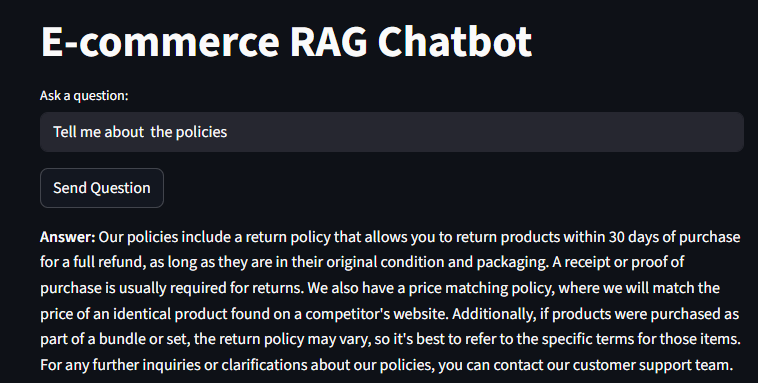 E-commerce RAG Chatbot
Ask a question:
Tell me about  the policies
Send Question
Answer: Our policies include a return policy that allows you to return products within 30 days of purchase
for a full refund, as long as they are in their original condition and packaging. A receipt or proof of
purchase is usually required for returns. We also have a price matching policy, where we will match the
price of an identical product found on a competitor's website. Additionally, if products were purchased as
part of a bundle or set, the return policy may vary, so it's best to refer to the specific terms for those items.
For any further inquiries or clarifications about our policies, you can contact our customer support team.